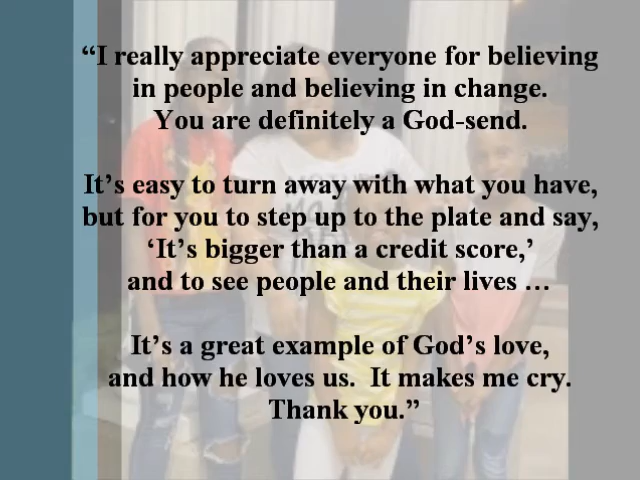 “I really appreciate everyone for believing
in people and believing in change.
You are definitely a God-send.
It’s easy to turn away with what you have,
but for you to step up to the plate and say,
‘It’s bigger than a credit score,’
and to see people and their lives …
It’s a great example of God’s love,
and how he loves us.  It makes me cry.
Thank you.”